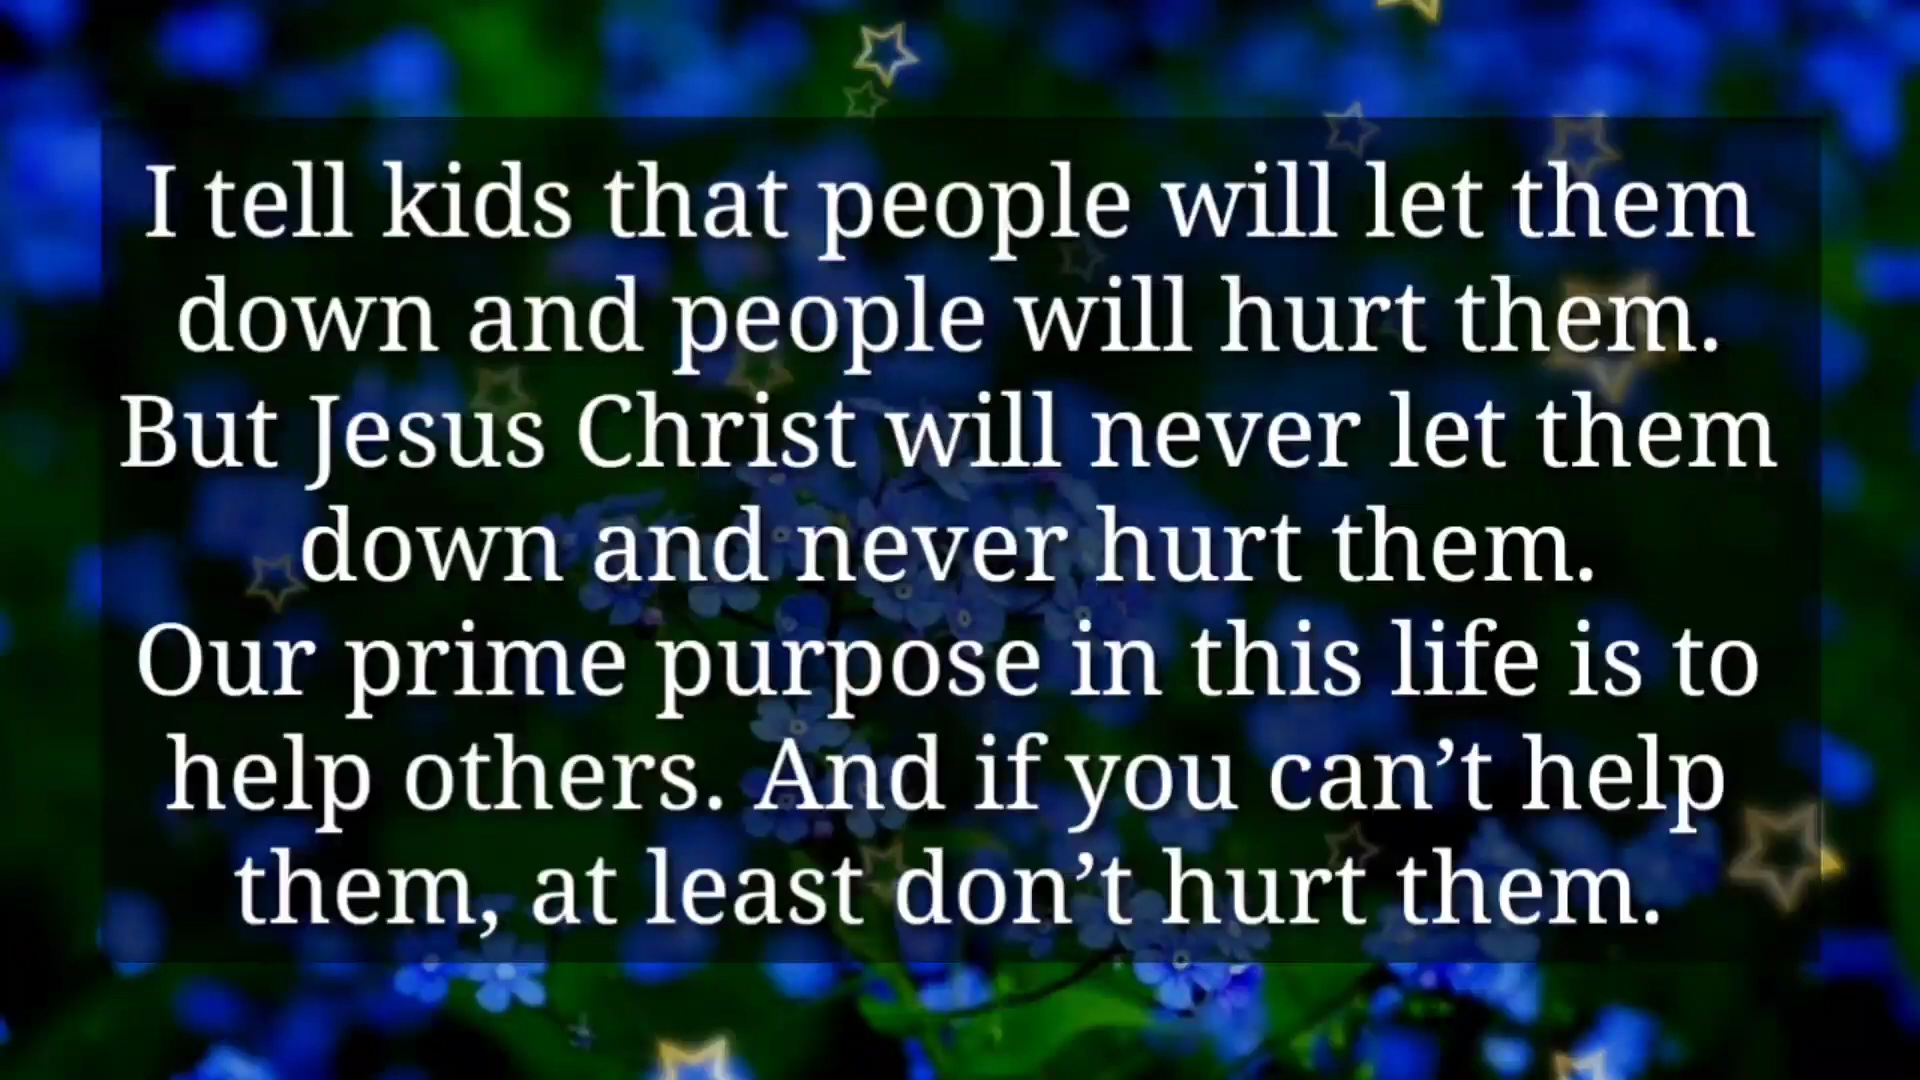 I tell kids that people will let them
down and people will hurt them.
But Jesus Christ will never let them
down and never hurt them.
Our prime purpose in this life is to
help others. And if you can’t help
them, at least don’t hurt them.